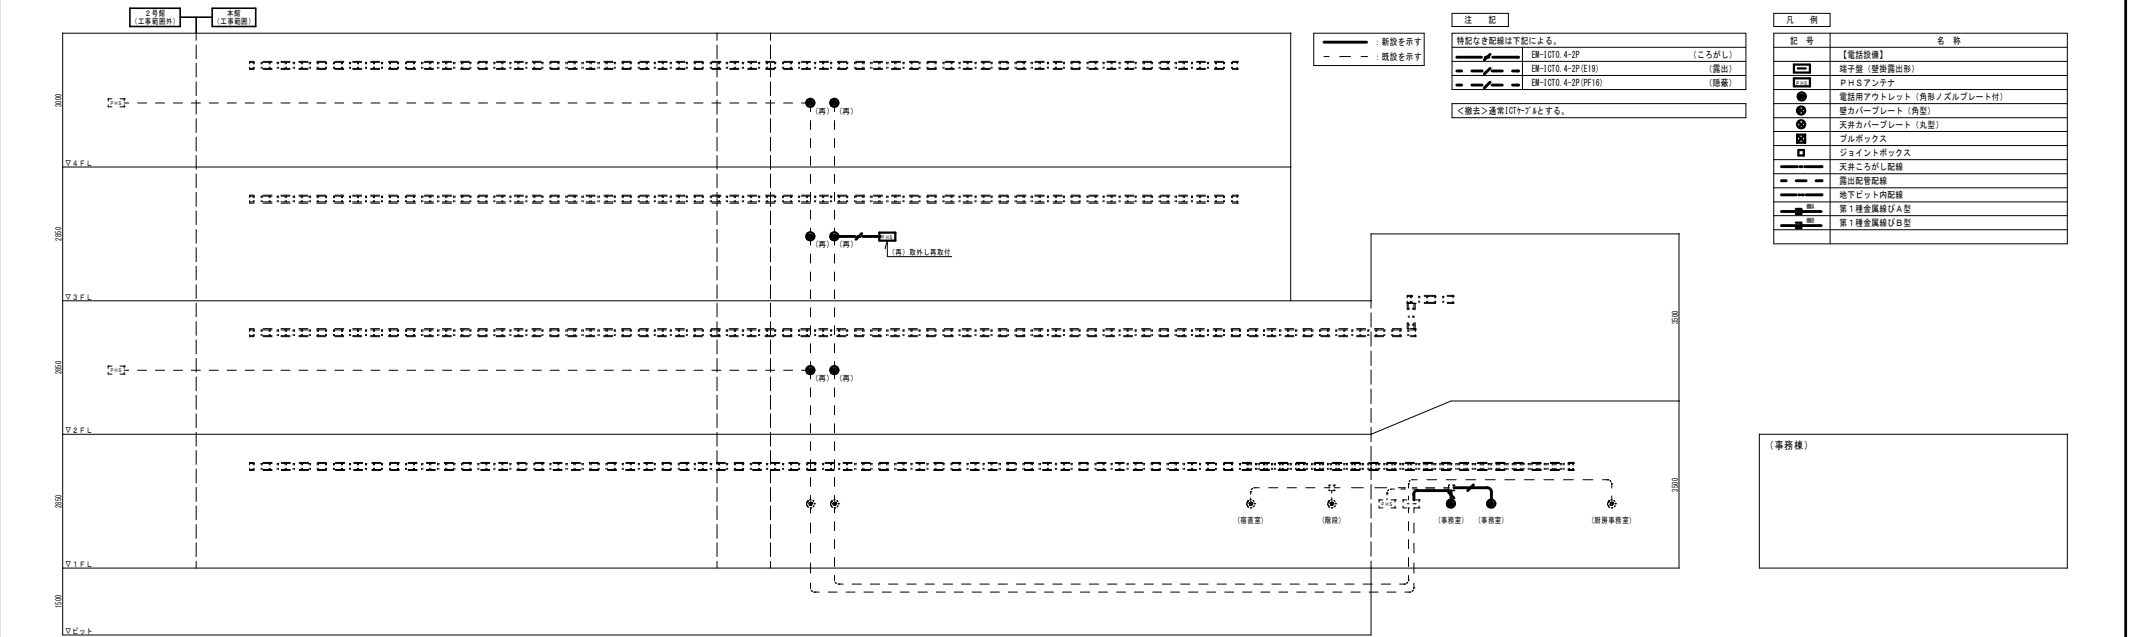 2号館
(工事範囲外)
本館
(工事範囲)
：新設を示す
：既設を示す
注 記
特記なき配線は下記による。
EM-ICT0.4-2P (ころがし)
EM-ICT0.4-2P(E19) (露出)
EM-ICT0.4-2P(PF16) (隠蔽)
<撤去>通常ICTｹｰﾌﾞﾙとする。
凡 例
記 号 名 称
【電話設備】
端子盤（壁掛露出形）
PHS PHSアンテナ
電話用アウトレット（角形ノズルプレート付）
壁カバープレート（角型）
天井カバープレート（丸型）
プルボックス
ジョイントボックス
天井ころがし配線
露出配管配線
地下ピット内配線
第1種金属線ぴA型
第1種金属線ぴB型
3000
PHS
(再) (再)
▽4FL
2850
(再) (再)
PHS
(再) 取外し再取付
▽3FL
3500
2850
PHS
(再) (再)
▽2FL
(事務棟)
2850
3500
PHS
(宿直室)
(階段)
(事務室)
(事務室)
(厨房事務室)
▽1FL
1500
▽ピット